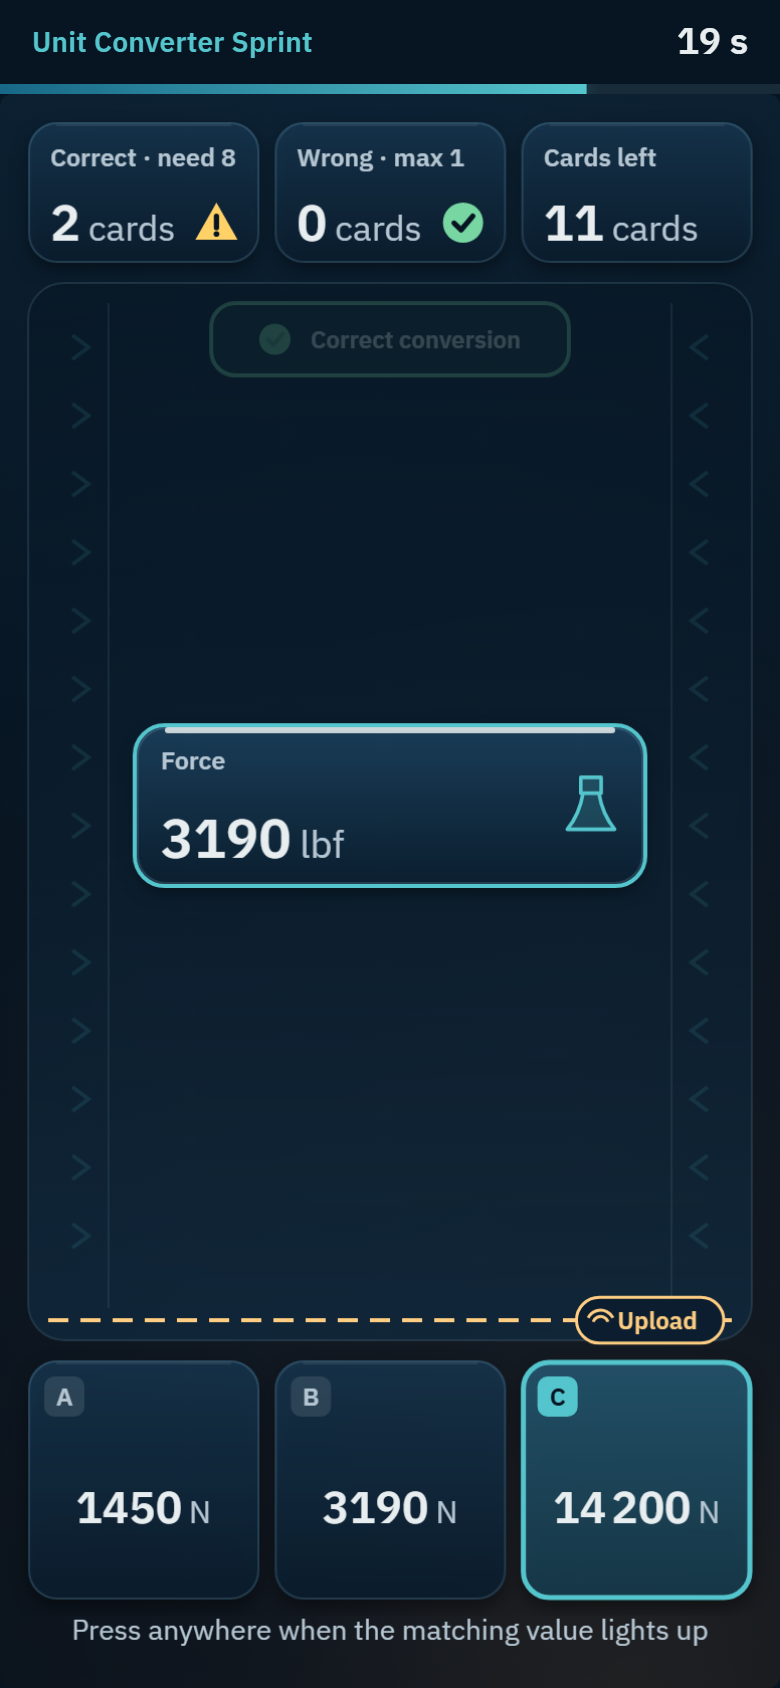 Unit Converter Sprint
19 s
Correct · need 8
2 cards
Wrong · max 1
0 cards
Cards left
11 cards
Correct conversion
Force
3190 lbf
Upload
A
1450 N
B
3190 N
C
14 200 N
Press anywhere when the matching value lights up